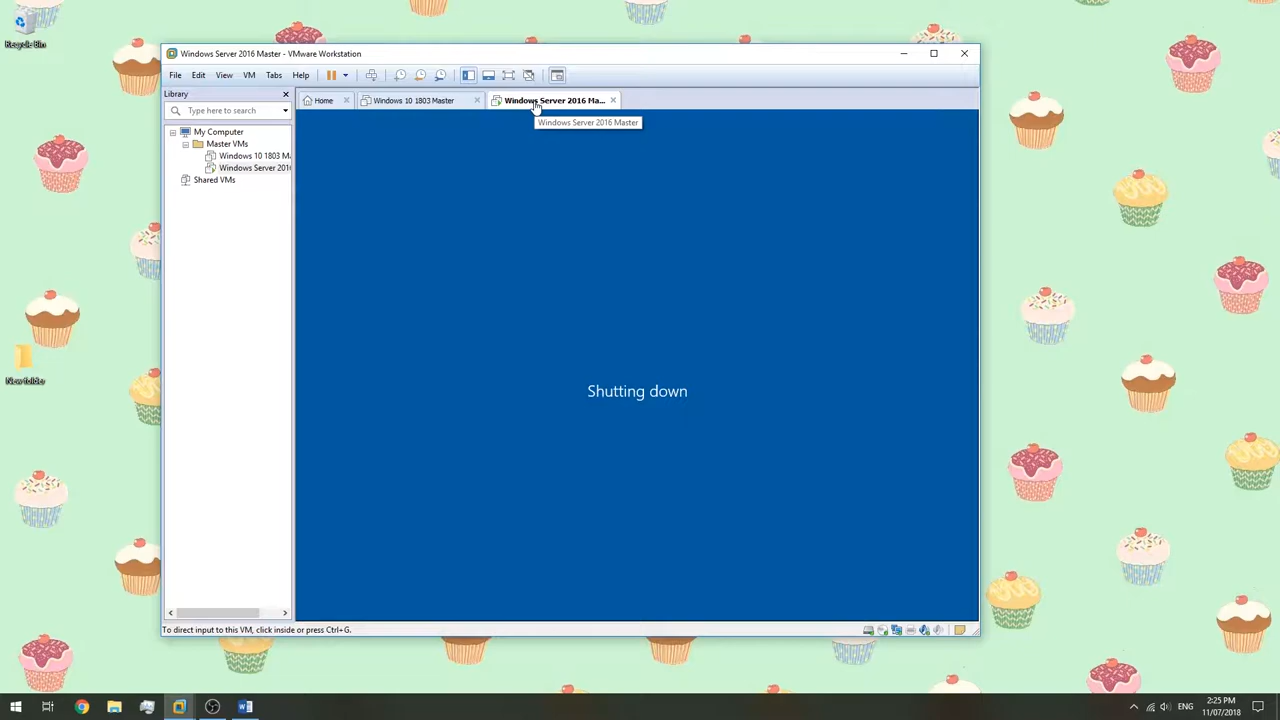 Recycle Bin
New folder
Windows Server 2016 Master - VMware Workstation
File Edit View VM Tabs Help
Library
Type here to search
My Computer
Master VMs
Windows 10 1803 M
Windows Server 201
Shared VMs
Home
Windows 10 1803 Master
Windows Server 2016 Ma...
Windows Server 2016 Master
Shutting down
To direct input to this VM, click inside or press Ctrl+G.
ENG
2:25 PM
11/07/2018